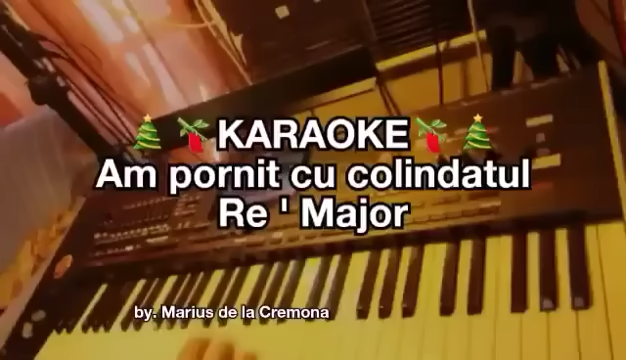 🎄 KARAOKE 🎄
Am pornit cu colindatul
Re ' Major
by. Marius de la Cremona